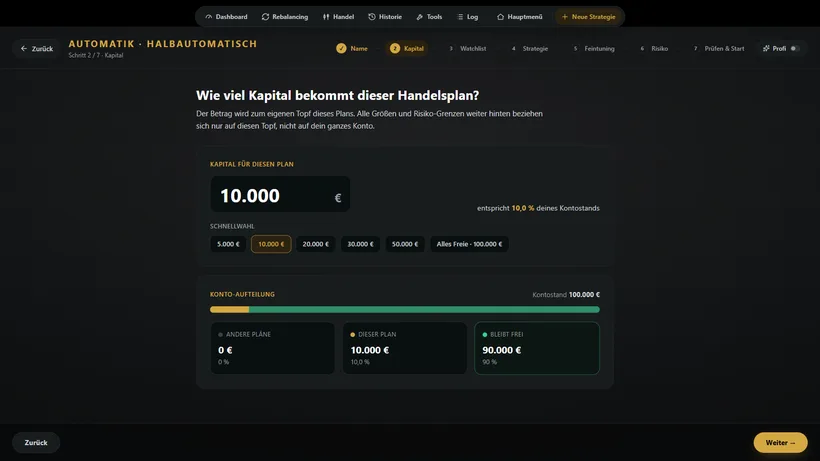 Dashboard Rebalancing Handel Historie Tools Log Hauptmenü + Neue Strategie
← Zurück
AUTOMATIK · HALBAUTOMATISCH
Schritt 2 / 7 · Kapital
✓ Name 2 Kapital 3 Watchlist 4 Strategie 5 Feintuning 6 Risiko 7 Prüfen & Start
Profi
Wie viel Kapital bekommt dieser Handelsplan?
Der Betrag wird zum eigenen Topf dieses Plans. Alle Größen und Risiko-Grenzen weiter hinten beziehen
sich nur auf diesen Topf, nicht auf dein ganzes Konto.
KAPITAL FÜR DIESEN PLAN
10.000 €
entspricht 10,0 % deines Kontostands
SCHNELLWAHL
5.000 € 10.000 € 20.000 € 30.000 € 50.000 € Alles Freie · 100.000 €
KONTO-AUFTEILUNG Kontostand 100.000 €
ANDERE PLÄNE
0 €
0 %
DIESER PLAN
10.000 €
10,0 %
BLEIBT FREI
90.000 €
90 %
Zurück
Weiter →